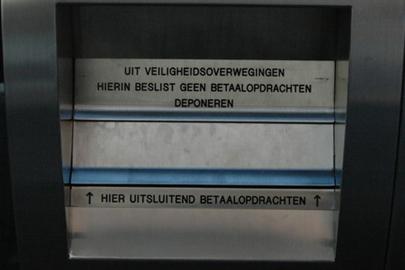 UIT VEILIGHEIDSOVERWEGINGEN
HIERIN BESLIST GEEN BETAALOPDRACHTEN
DEPONEREN
↑ HIER UITSLUITEND BETAALOPDRACHTEN ↑